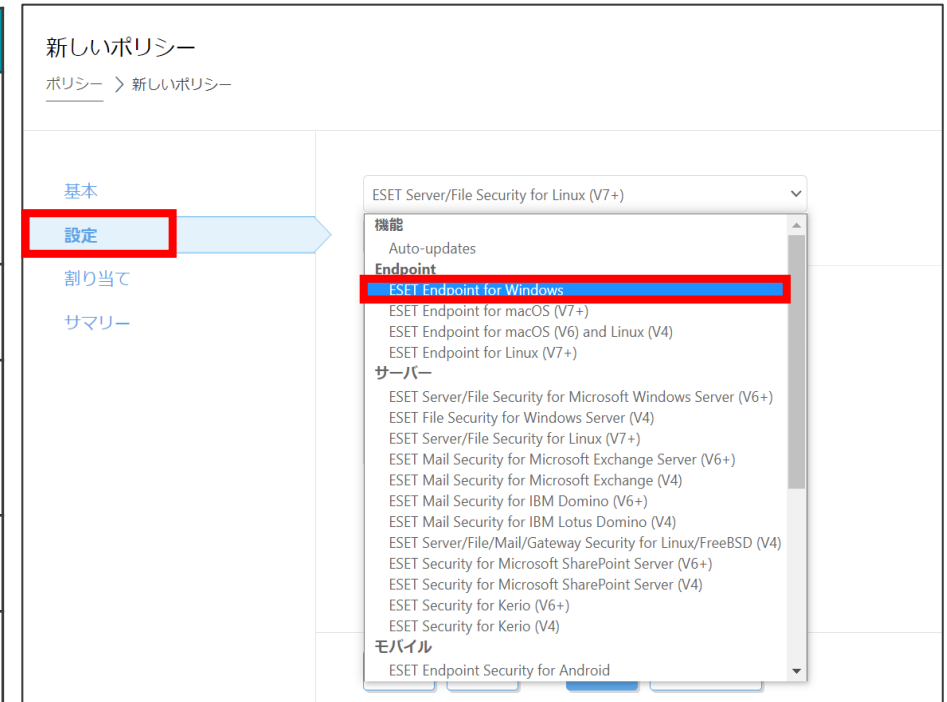 新しいポリシー
ポリシー 〉 新しいポリシー
基本
設定
割り当て
サマリー
ESET Server/File Security for Linux (V7+)
機能
Auto-updates
Endpoint
ESET Endpoint for Windows
ESET Endpoint for macOS (V7+)
ESET Endpoint for macOS (V6) and Linux (V4)
ESET Endpoint for Linux (V7+)
サーバー
ESET Server/File Security for Microsoft Windows Server (V6+)
ESET File Security for Windows Server (V4)
ESET Server/File Security for Linux (V7+)
ESET Mail Security for Microsoft Exchange Server (V6+)
ESET Mail Security for Microsoft Exchange (V4)
ESET Mail Security for IBM Domino (V6+)
ESET Mail Security for IBM Lotus Domino (V4)
ESET Server/File/Mail/Gateway Security for Linux/FreeBSD (V4)
ESET Security for Microsoft SharePoint Server (V6+)
ESET Security for Microsoft SharePoint Server (V4)
ESET Security for Kerio (V6+)
ESET Security for Kerio (V4)
モバイル
ESET Endpoint Security for Android